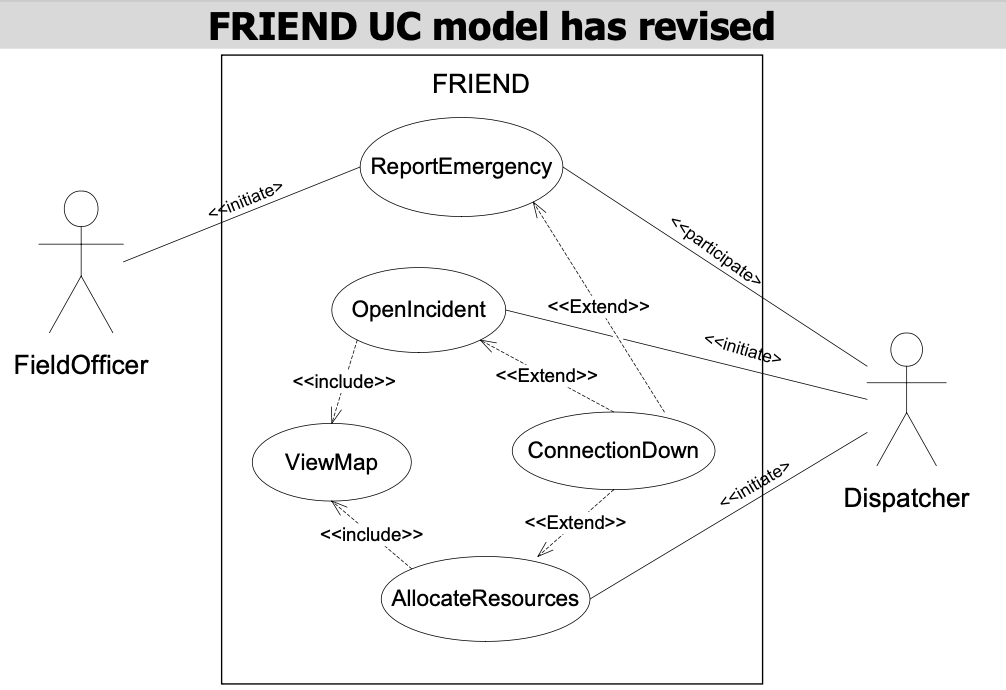 FRIEND UC model has revised
FRIEND
ReportEmergency
<<initiate>
<<participate>
OpenIncident
<<Extend>>
<<initiate>
FieldOfficer
<<include>>
<<Extend>>
ViewMap
ConnectionDown
<<initiate>
Dispatcher
<<include>>
<<Extend>>
AllocateResources